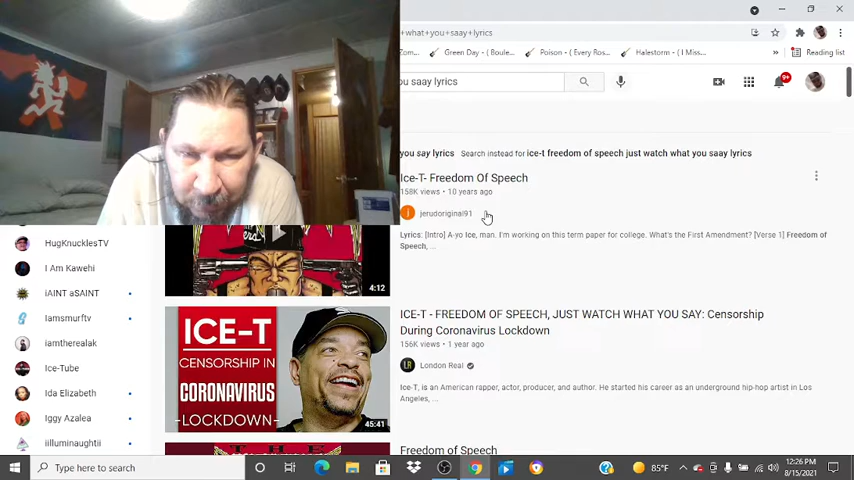 +what+you+saay+lyrics
Zom... Green Day - ( Boule... Poison - ( Every Ros... Halestorm - ( I Miss... » Reading list
ou saay lyrics 9+
you say lyrics Search instead for ice-t freedom of speech just watch what you saay lyrics
Ice-T- Freedom Of Speech
158K views • 10 years ago
j jerudoriginal91
Lyrics: [Intro] A-yo Ice, man. I'm working on this term paper for college. What's the First Amendment? [Verse 1] Freedom of
Speech, ...
4:12
HugKnucklesTV
I Am Kawehi
iAINT aSAINT
Iamsmurftv
iamtherealak
Ice-Tube
Ida Elizabeth
Iggy Azalea
iilluminaughtii
ICE-T
CENSORSHIP IN
CORONAVIRUS
-LOCKDOWN-
45:41
ICE-T - FREEDOM OF SPEECH, JUST WATCH WHAT YOU SAY: Censorship
During Coronavirus Lockdown
156K views • 1 year ago
LR London Real
Ice-T, is an American rapper, actor, producer, and author. He started his career as an underground hip-hop artist in Los
Angeles, ...
THE
Freedom of Speech
Type here to search
85°F
12:26 PM
8/15/2021